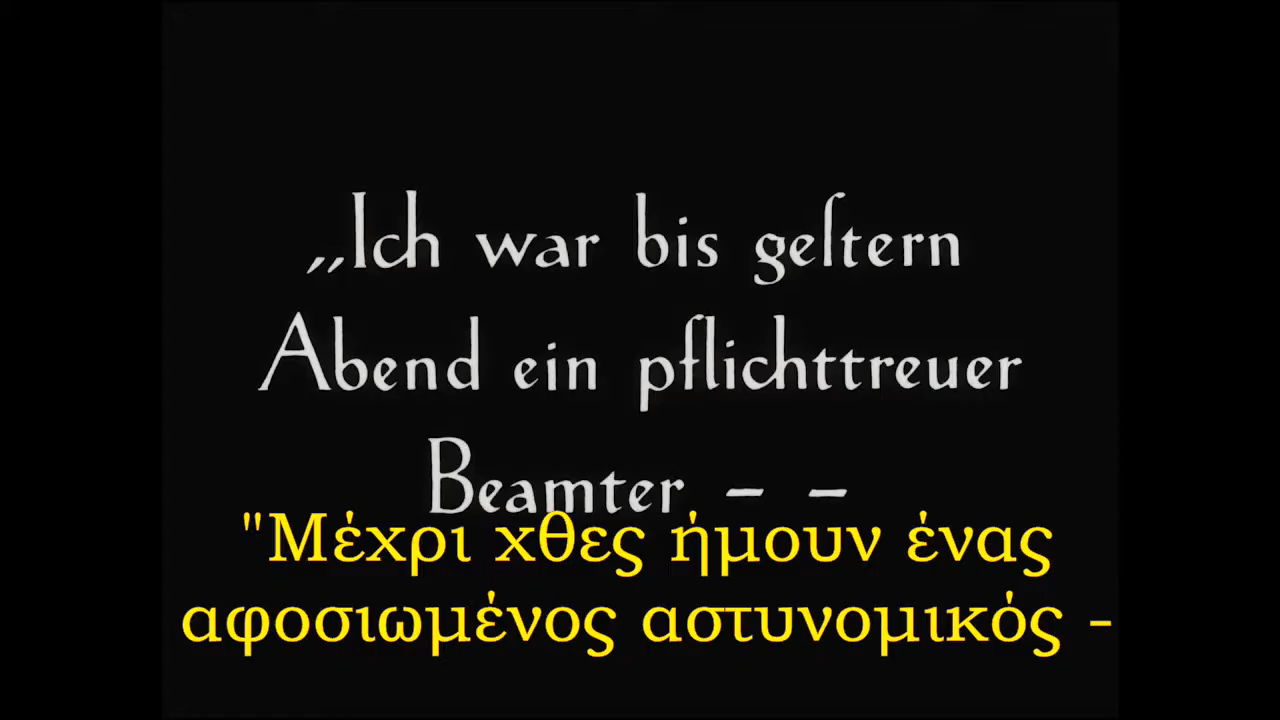 „Ich war bis geſtern
Abend ein pflichttreuer
Beamter – –
"Μέχρι χθες ήμουν ένας
αφοσιωμένος αστυνομικός -